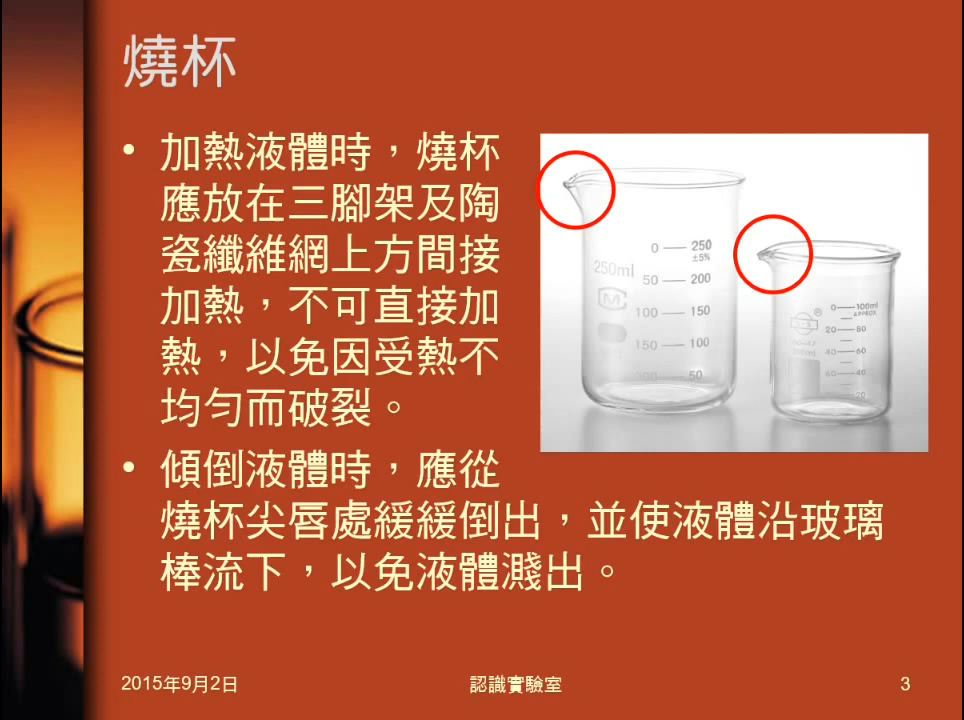 燒杯
• 加熱液體時，燒杯
應放在三腳架及陶
瓷纖維網上方間接
加熱，不可直接加
熱，以免因受熱不
均勻而破裂。
• 傾倒液體時，應從
燒杯尖唇處緩緩倒出，並使液體沿玻璃
棒流下，以免液體濺出。
0 250
±5%
250ml
50 200
M
100 150
150 100
50
0 100ml
APPROX
®
20 80
40 60
60 40
20
2015年9月2日
認識實驗室
3